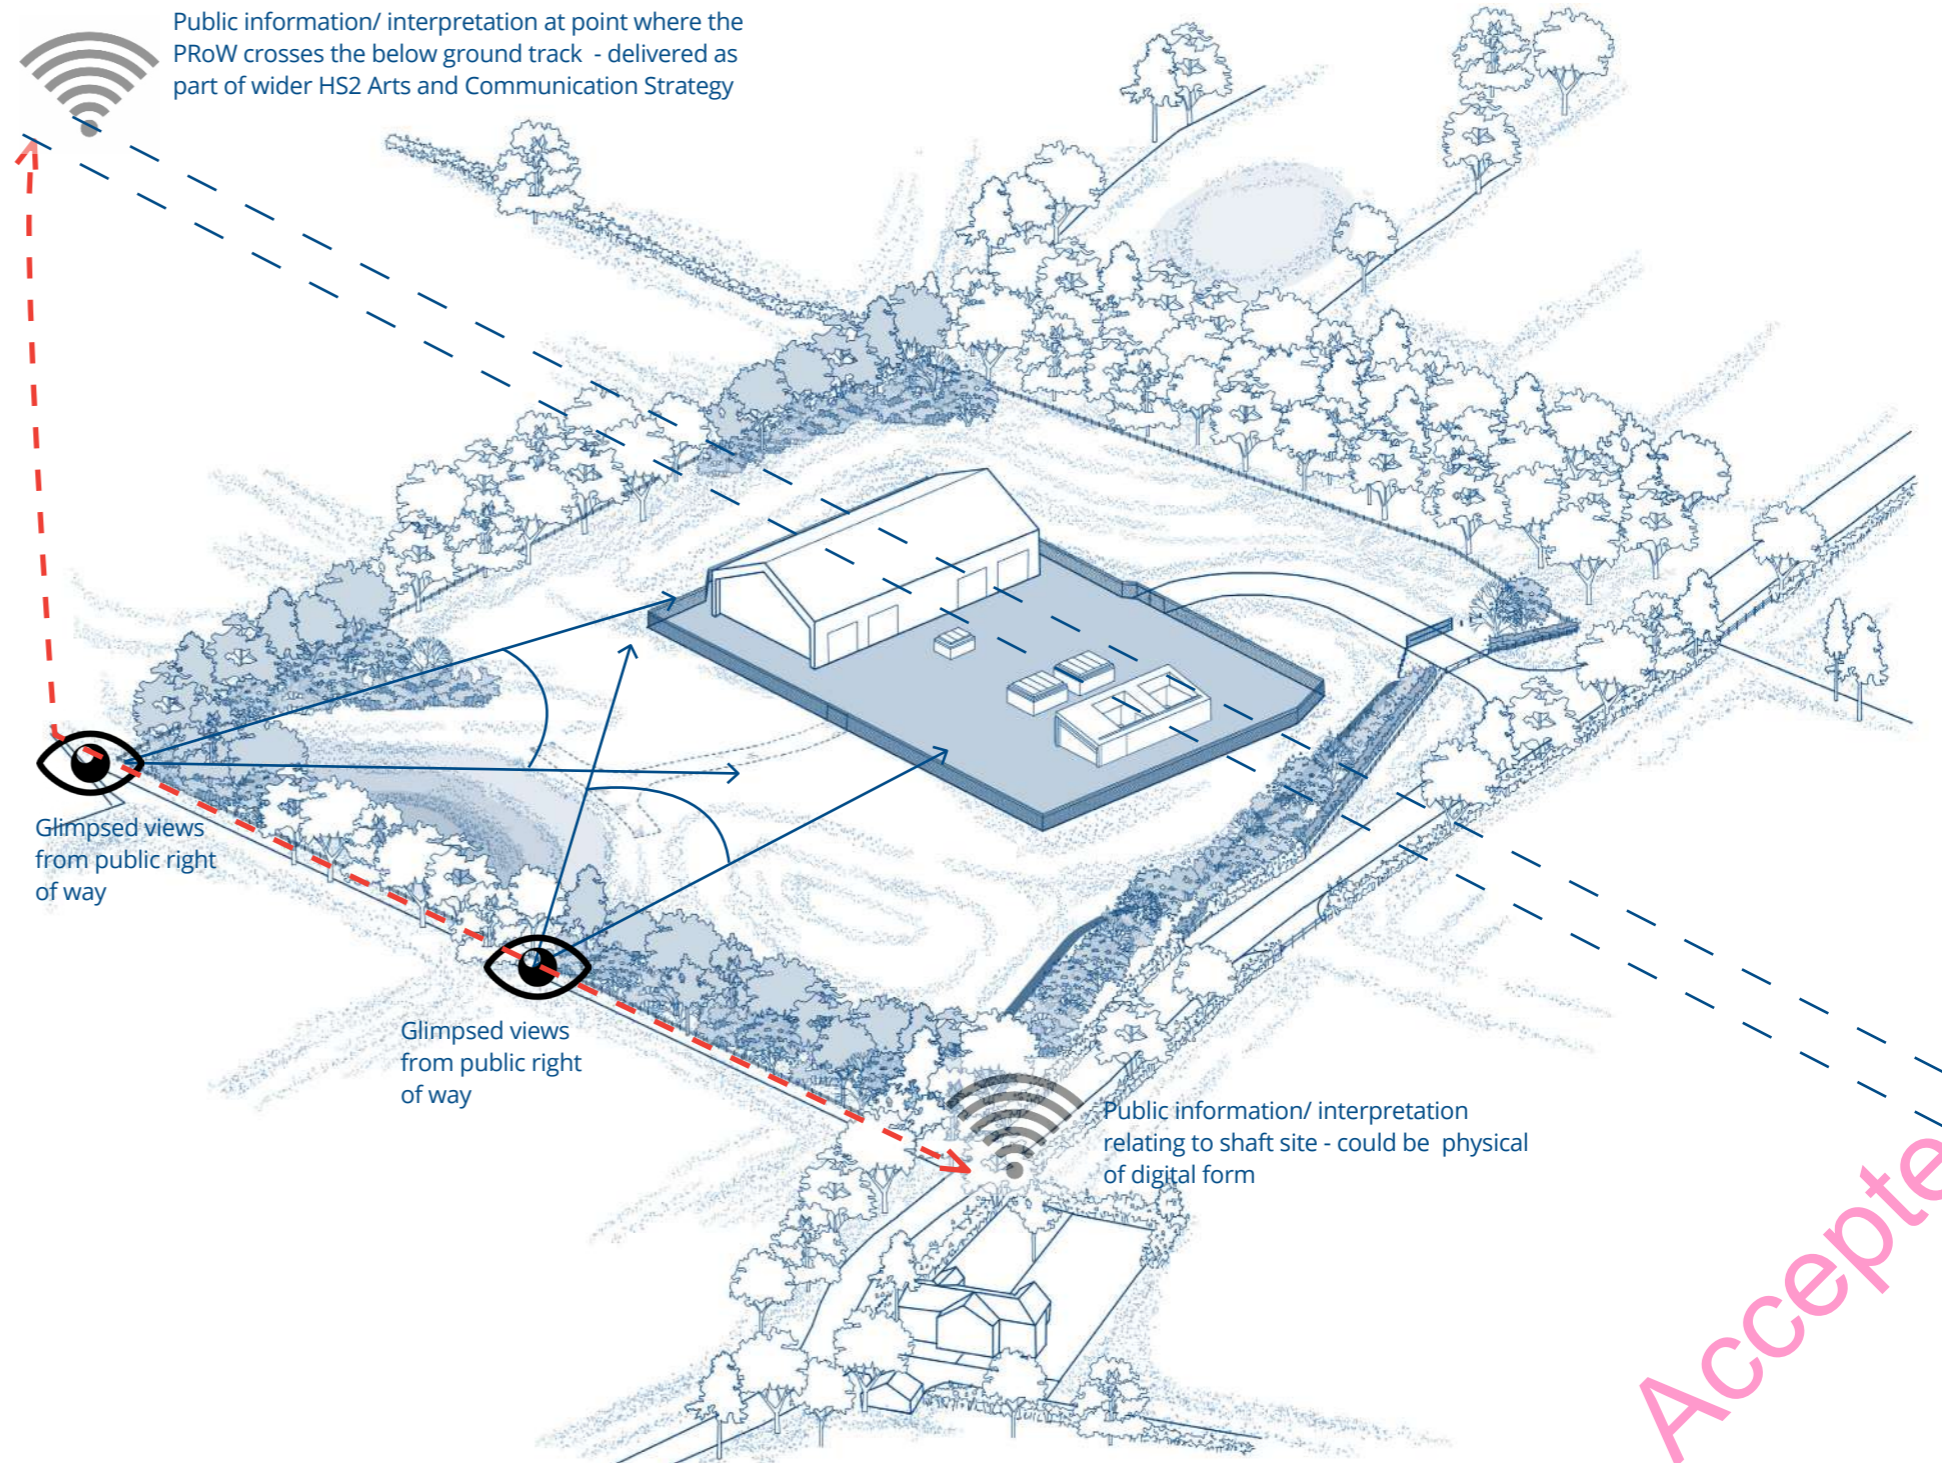 Public information/ interpretation at point where the
PRoW crosses the below ground track - delivered as
part of wider HS2 Arts and Communication Strategy
Glimpsed views
from public right
of way
Glimpsed views
from public right
of way
Public information/ interpretation
relating to shaft site - could be physical
of digital form
Accepte